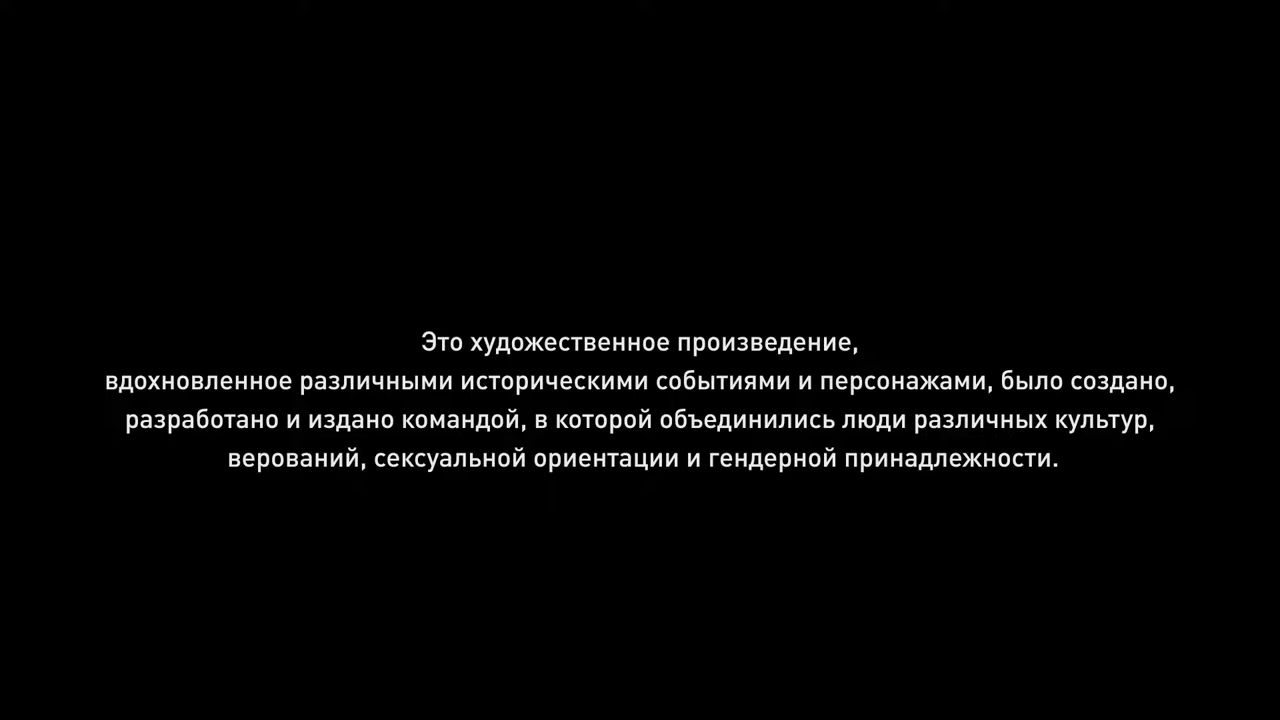 Это художественное произведение,
вдохновленное различными историческими событиями и персонажами, было создано,
разработано и издано командой, в которой объединились люди различных культур,
верований, сексуальной ориентации и гендерной принадлежности.